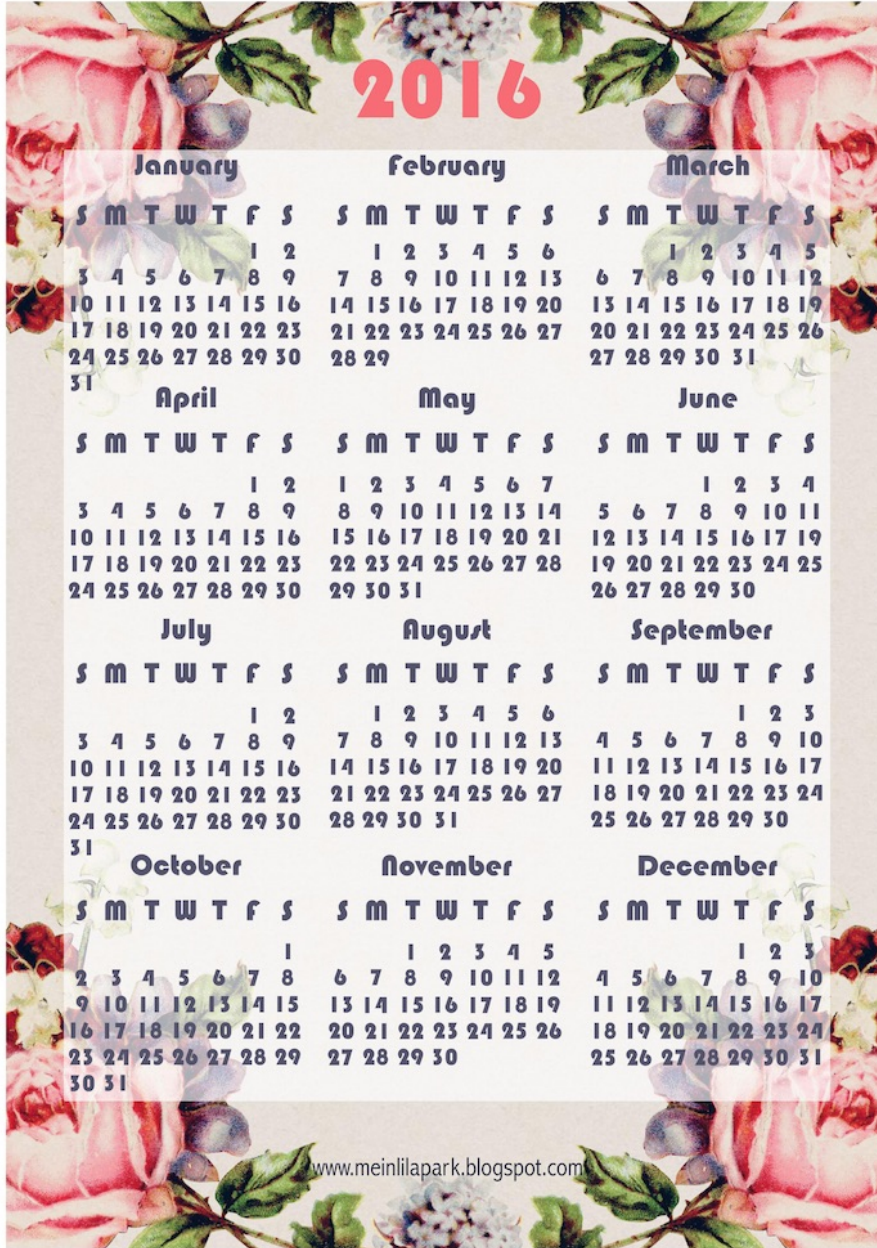 2016
January February March
S M T W T F S S M T W T F S S M T W T F S
1 2 1 2 3 4 5 6 1 2 3 4 5
3 4 5 6 7 8 9 7 8 9 10 11 12 13 6 7 8 9 10 11 12
10 11 12 13 14 15 16 14 15 16 17 18 19 20 13 14 15 16 17 18 19
17 18 19 20 21 22 23 21 22 23 24 25 26 27 20 21 22 23 24 25 26
24 25 26 27 28 29 30 28 29 27 28 29 30 31
31
April May June
S M T W T F S S M T W T F S S M T W T F S
1 2 1 2 3 4 5 6 7 1 2 3 4
3 4 5 6 7 8 9 8 9 10 11 12 13 14 5 6 7 8 9 10 11
10 11 12 13 14 15 16 15 16 17 18 19 20 21 12 13 14 15 16 17 19
17 18 19 20 21 22 23 22 23 24 25 26 27 28 19 20 21 22 23 24 25
24 25 26 27 28 29 30 29 30 31 26 27 28 29 30
July August September
S M T W T F S S M T W T F S S M T W T F S
1 2 1 2 3 4 5 6 1 2 3
3 4 5 6 7 8 9 7 8 9 10 11 12 13 4 5 6 7 8 9 10
10 11 12 13 14 15 16 14 15 16 17 18 19 20 11 12 13 14 15 16 17
17 18 19 20 21 22 23 21 22 23 24 25 26 27 18 19 20 21 22 23 24
24 25 26 27 28 29 30 28 29 30 31 25 26 27 28 29 30
31
October November December
S M T W T F S S M T W T F S S M T W T F S
1 1 2 3 4 5 1 2 3
2 3 4 5 6 7 8 6 7 8 9 10 11 12 4 5 6 7 8 9 10
9 10 11 12 13 14 15 13 14 15 16 17 18 19 11 12 13 14 15 16 17
16 17 18 19 20 21 22 20 21 22 23 24 25 26 18 19 20 21 22 23 24
23 24 25 26 27 28 29 27 28 29 30 25 26 27 28 29 30 31
30 31
www.meinlilapark.blogspot.com